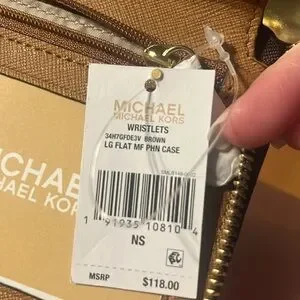 MICHAEL
MICHAEL KORS
WRISTLETS
34H7GFDE3V BROWN
LG FLAT MF PHN CASE
1 91935 10810 4
NS
MSRP $118.00
MICHAE
HAEL KORS